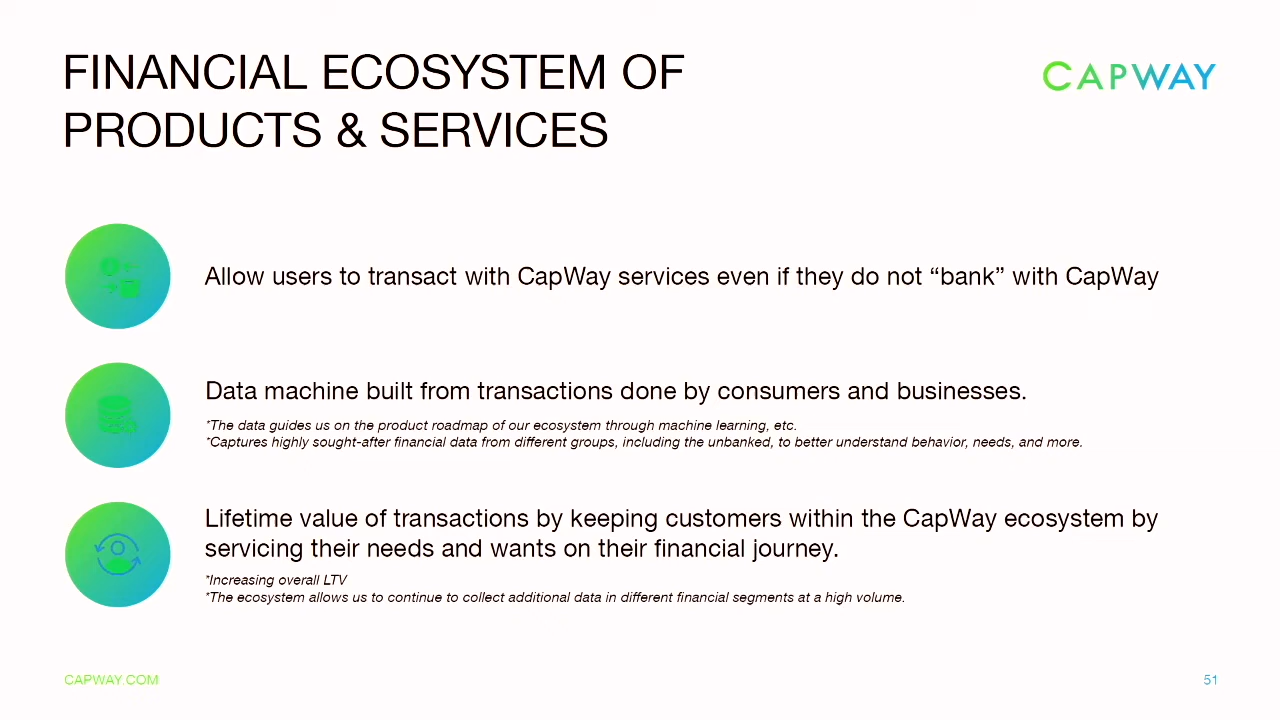 FINANCIAL ECOSYSTEM OF
PRODUCTS & SERVICES
CAPWAY
Allow users to transact with CapWay services even if they do not “bank” with CapWay
Data machine built from transactions done by consumers and businesses.
*The data guides us on the product roadmap of our ecosystem through machine learning, etc.
*Captures highly sought-after financial data from different groups, including the unbanked, to better understand behavior, needs, and more.
Lifetime value of transactions by keeping customers within the CapWay ecosystem by
servicing their needs and wants on their financial journey.
*Increasing overall LTV
*The ecosystem allows us to continue to collect additional data in different financial segments at a high volume.
CAPWAY.COM
51